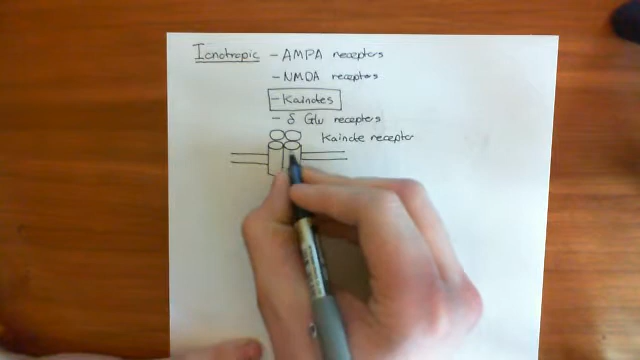 Ionotropic - AMPA receptors
- NMDA receptors
- Kainates
- δ Glu receptors
Kainate receptor